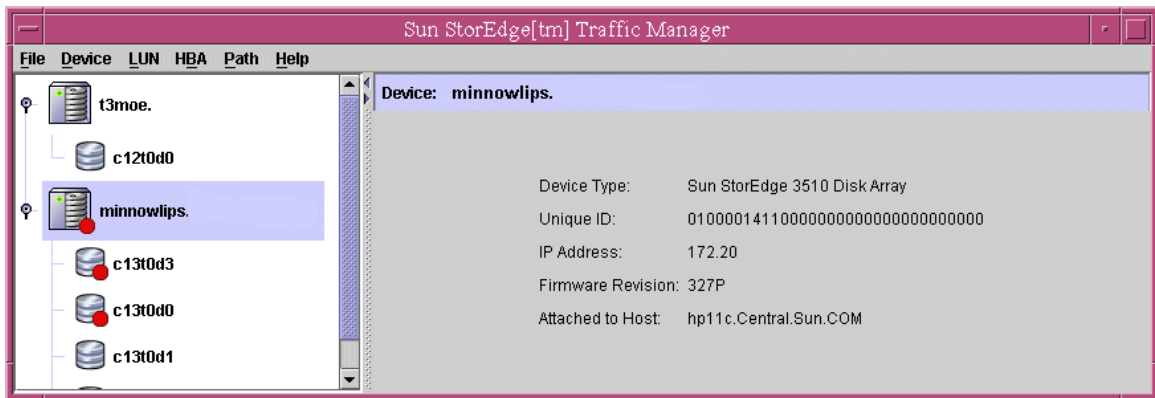 Sun StorEdge[tm] Traffic Manager
File Device LUN HBA Path Help
t3moe.
c12t0d0
minnowlips.
c13t0d3
c13t0d0
c13t0d1
Device: minnowlips.
Device Type: Sun StorEdge 3510 Disk Array
Unique ID: 01000014110000000000000000000000
IP Address: 172.20
Firmware Revision: 327P
Attached to Host: hp11c.Central.Sun.COM